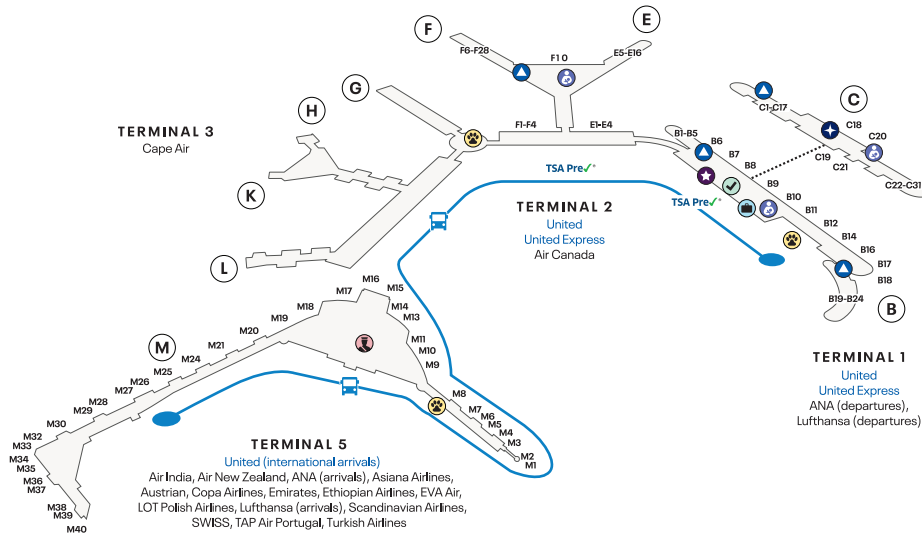 F
E
F6-F28
F10
E5-E16
G
H
TERMINAL 3
Cape Air
K
L
F1-F4
E1-E4
C
C1-C17
C18
C20
C19
C21
C22-C31
B1-B5
B6
B7
B8
B9
B10
B11
B12
B14
B16
B17
B18
B19-B24
B
TSA Pre✓®
TSA Pre✓®
TERMINAL 2
United
United Express
Air Canada
TERMINAL 1
United
United Express
ANA (departures),
Lufthansa (departures)
M
M16
M17
M15
M18
M14
M19
M13
M20
M11
M21
M10
M24
M9
M25
M26
M27
M28
M29
M30
M32
M33
M34
M35
M36
M37
M38
M39
M40
M8
M7
M6
M5
M4
M3
M2
M1
TERMINAL 5
United (international arrivals)
Air India, Air New Zealand, ANA (arrivals), Asiana Airlines,
Austrian, Copa Airlines, Emirates, Ethiopian Airlines, EVA Air,
LOT Polish Airlines, Lufthansa (arrivals), Scandinavian Airlines,
SWISS, TAP Air Portugal, Turkish Airlines